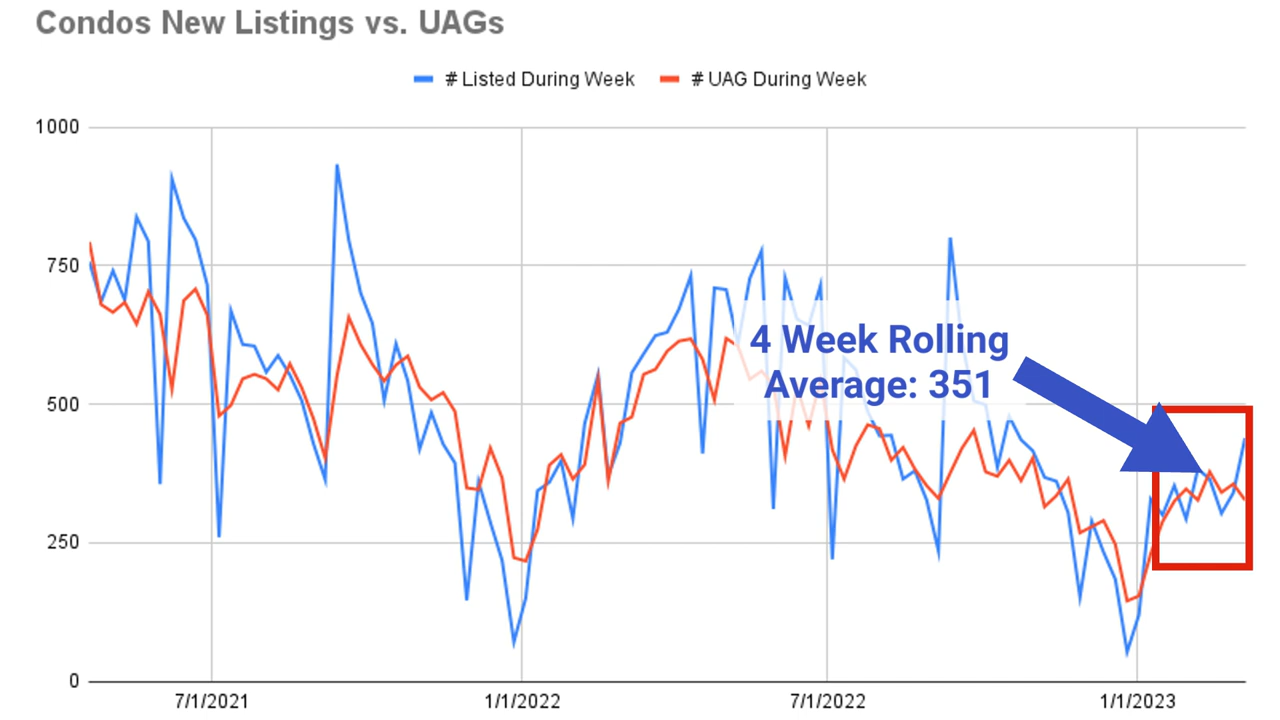 Condos New Listings vs. UAGs
# Listed During Week # UAG During Week
1000
750
500
250
0
4 Week Rolling
Average: 351
7/1/2021 1/1/2022 7/1/2022 1/1/2023